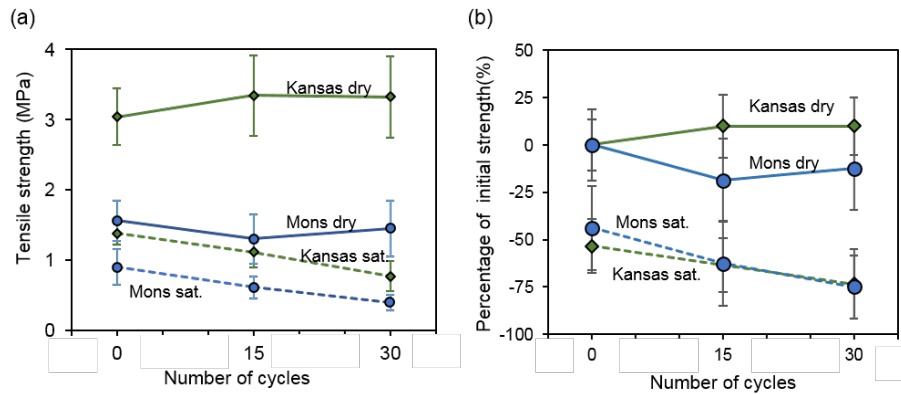 (a)
4
3
2
1
0
Tensile strength (MPa)
Kansas dry
Mons dry
Kansas sat.
Mons sat.
0 15 30
Number of cycles
(b)
50
25
0
-25
-50
-75
-100
Percentage of initial strength(%)
Kansas dry
Mons dry
Mons sat.
Kansas sat.
0 15 30
Number of cycles